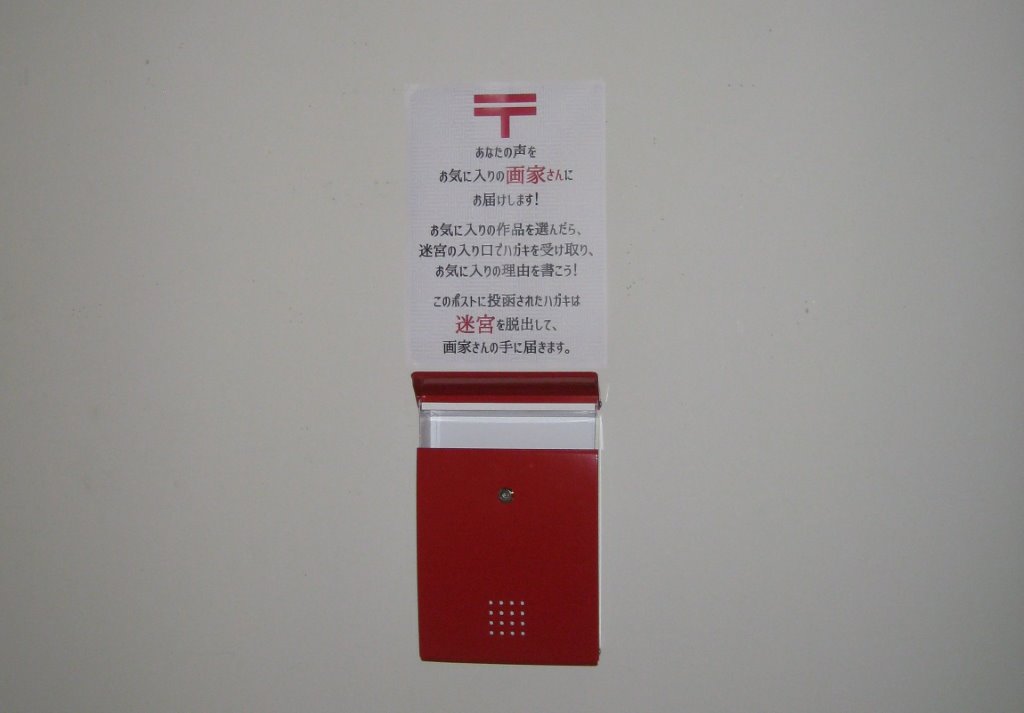 〒
あなたの声を
お気に入りの画家さんに
お届けします!
お気に入りの作品を選んだら、
迷宮の入り口でハガキを受け取り、
お気に入りの理由を書こう!
このポストに投函されたハガキは
迷宮を脱出して、
画家さんの手に届きます。